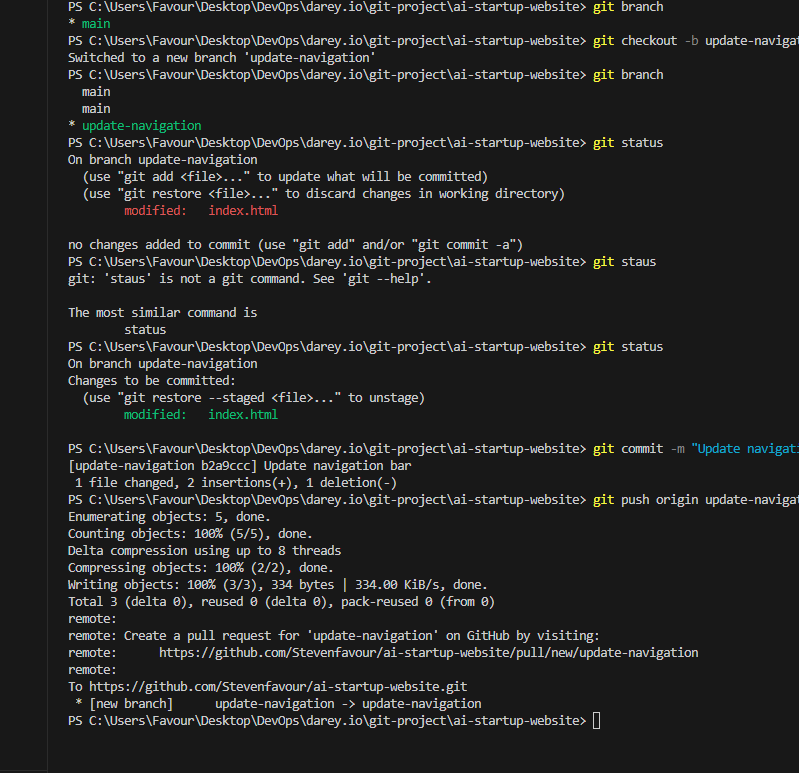 PS C:\Users\Favour\Desktop\DevOps\darey.io\git-project\ai-startup-website> git branch
* main
PS C:\Users\Favour\Desktop\DevOps\darey.io\git-project\ai-startup-website> git checkout -b update-navigat
Switched to a new branch 'update-navigation'
PS C:\Users\Favour\Desktop\DevOps\darey.io\git-project\ai-startup-website> git branch
  main
  main
* update-navigation
PS C:\Users\Favour\Desktop\DevOps\darey.io\git-project\ai-startup-website> git status
On branch update-navigation
  (use "git add <file>..." to update what will be committed)
  (use "git restore <file>..." to discard changes in working directory)
        modified:   index.html

no changes added to commit (use "git add" and/or "git commit -a")
PS C:\Users\Favour\Desktop\DevOps\darey.io\git-project\ai-startup-website> git staus
git: 'staus' is not a git command. See 'git --help'.

The most similar command is
        status
PS C:\Users\Favour\Desktop\DevOps\darey.io\git-project\ai-startup-website> git status
On branch update-navigation
Changes to be committed:
  (use "git restore --staged <file>..." to unstage)
        modified:   index.html

PS C:\Users\Favour\Desktop\DevOps\darey.io\git-project\ai-startup-website> git commit -m "Update navigati
[update-navigation b2a9ccc] Update navigation bar
 1 file changed, 2 insertions(+), 1 deletion(-)
PS C:\Users\Favour\Desktop\DevOps\darey.io\git-project\ai-startup-website> git push origin update-navigat
Enumerating objects: 5, done.
Counting objects: 100% (5/5), done.
Delta compression using up to 8 threads
Compressing objects: 100% (2/2), done.
Writing objects: 100% (3/3), 334 bytes | 334.00 KiB/s, done.
Total 3 (delta 0), reused 0 (delta 0), pack-reused 0 (from 0)
remote:
remote: Create a pull request for 'update-navigation' on GitHub by visiting:
remote:      https://github.com/Stevenfavour/ai-startup-website/pull/new/update-navigation
remote:
To https://github.com/Stevenfavour/ai-startup-website.git
 * [new branch]      update-navigation -> update-navigation
PS C:\Users\Favour\Desktop\DevOps\darey.io\git-project\ai-startup-website>